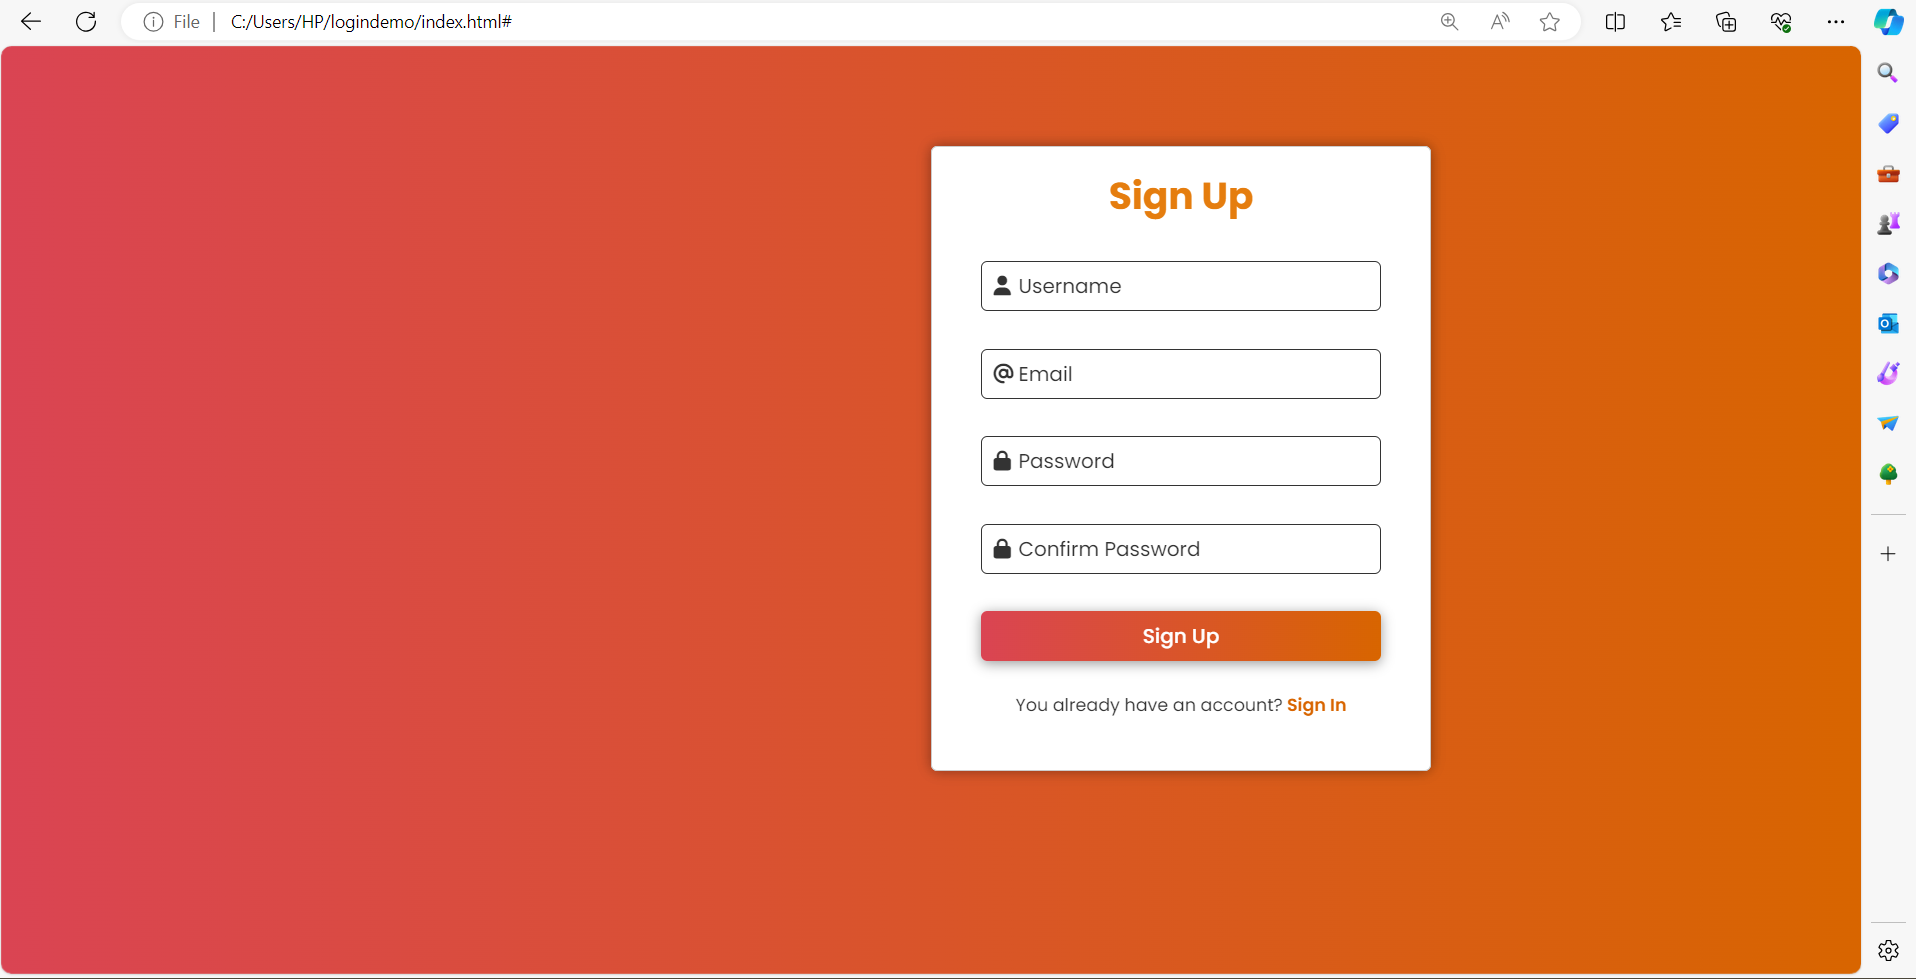 File | C:/Users/HP/logindemo/index.html#
Sign Up
Username
@ Email
Password
Confirm Password
Sign Up
You already have an account? Sign In